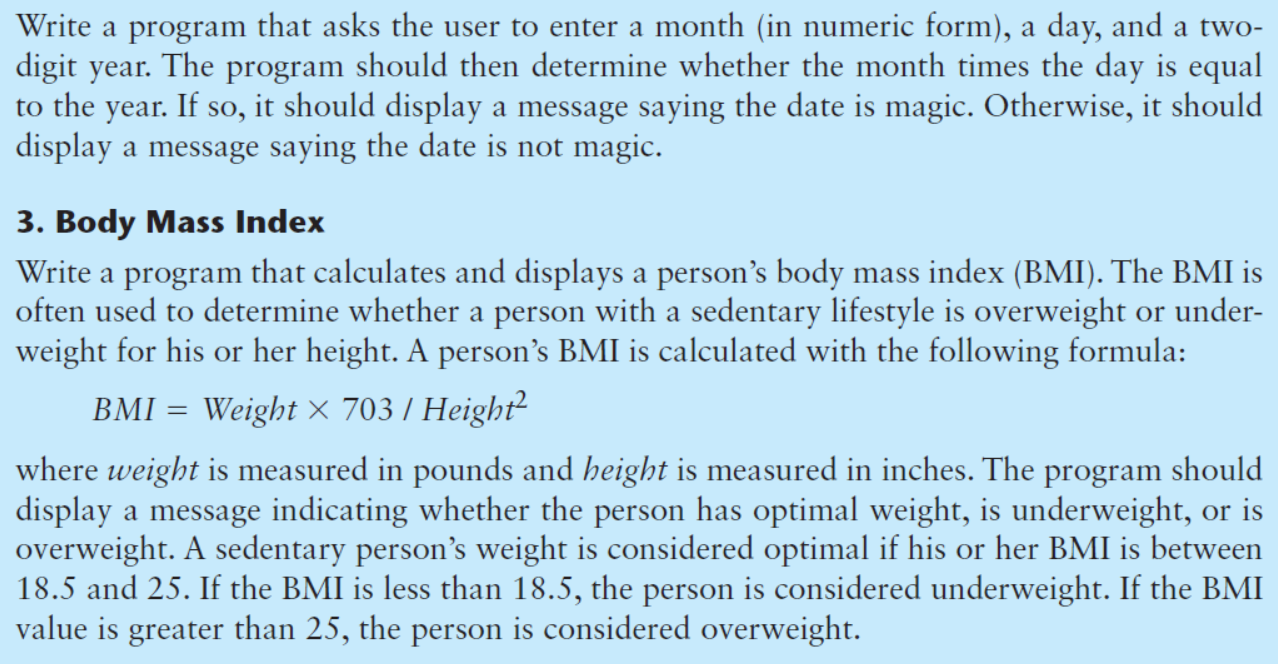 Write a program that asks the user to enter a month (in numeric form), a day, and a two-
digit year. The program should then determine whether the month times the day is equal
to the year. If so, it should display a message saying the date is magic. Otherwise, it should
display a message saying the date is not magic.
3. Body Mass Index
Write a program that calculates and displays a person’s body mass index (BMI). The BMI is
often used to determine whether a person with a sedentary lifestyle is overweight or under-
weight for his or her height. A person’s BMI is calculated with the following formula:
BMI = Weight × 703 / Height²
where weight is measured in pounds and height is measured in inches. The program should
display a message indicating whether the person has optimal weight, is underweight, or is
overweight. A sedentary person’s weight is considered optimal if his or her BMI is between
18.5 and 25. If the BMI is less than 18.5, the person is considered underweight. If the BMI
value is greater than 25, the person is considered overweight.